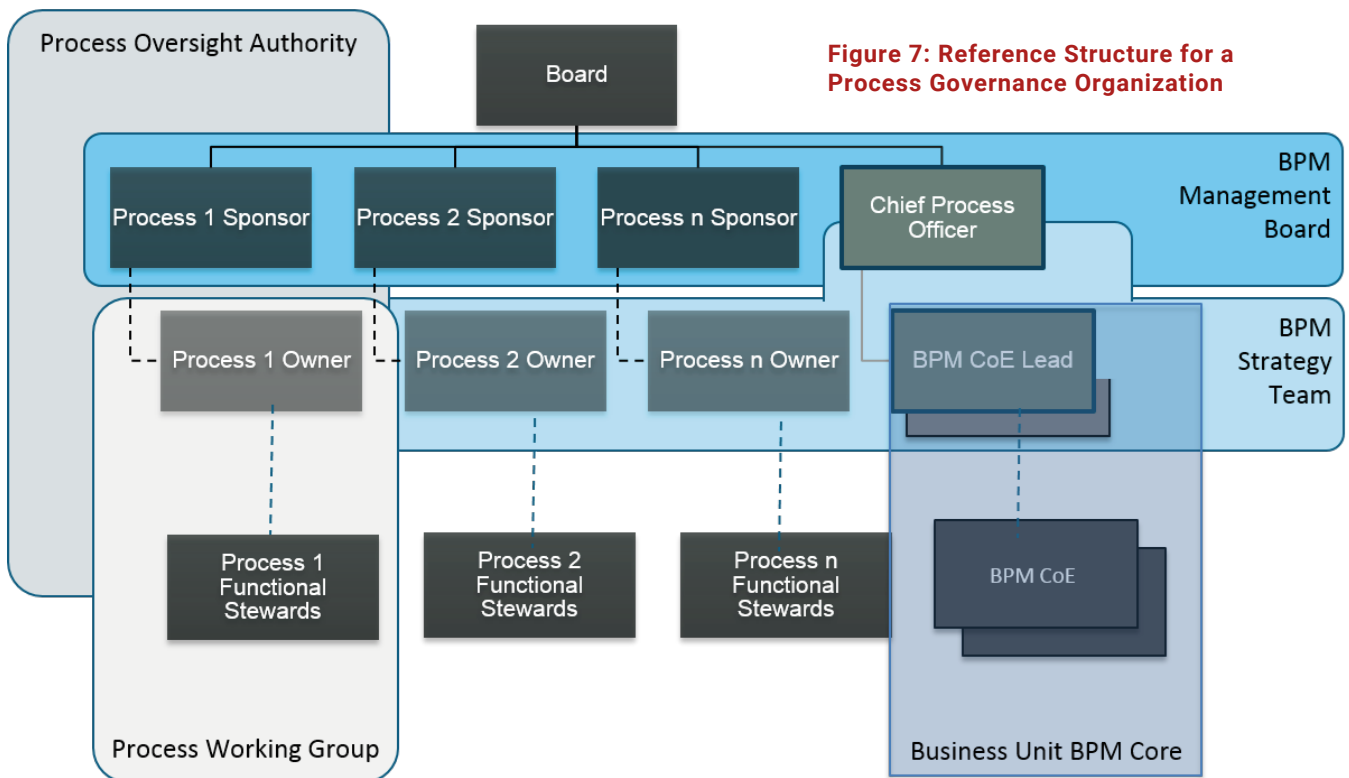 Process Oversight Authority
Board
Figure 7: Reference Structure for a
Process Governance Organization
BPM
Management
Board
Process 1 Sponsor
Process 2 Sponsor
Process n Sponsor
Chief Process
Officer
BPM
Strategy
Team
Process 1 Owner
Process 2 Owner
Process n Owner
BPM CoE Lead
Process 1
Functional
Stewards
Process 2
Functional
Stewards
Process n
Functional
Stewards
BPM CoE
Process Working Group
Business Unit BPM Core